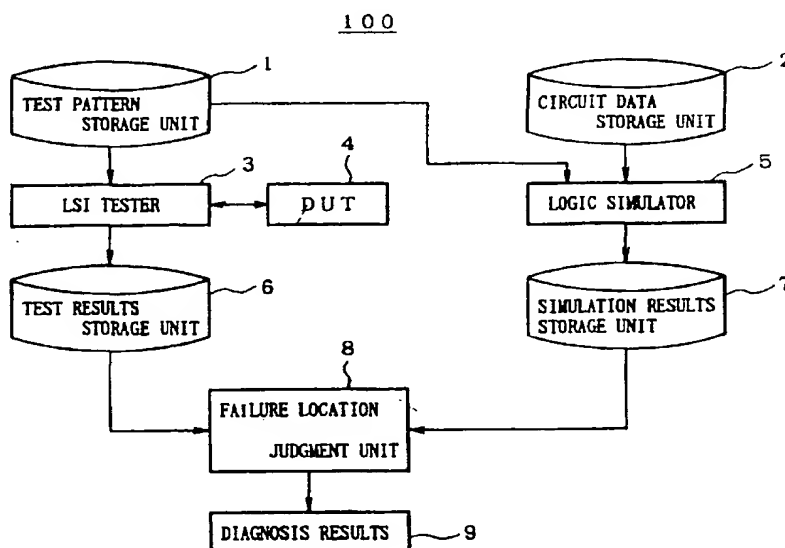 100
1
TEST PATTERN
STORAGE UNIT
2
CIRCUIT DATA
STORAGE UNIT
3
LSI TESTER
4
DUT
5
LOGIC SIMULATOR
6
TEST RESULTS
STORAGE UNIT
7
SIMULATION RESULTS
STORAGE UNIT
8
FAILURE LOCATION
JUDGMENT UNIT
DIAGNOSIS RESULTS
9